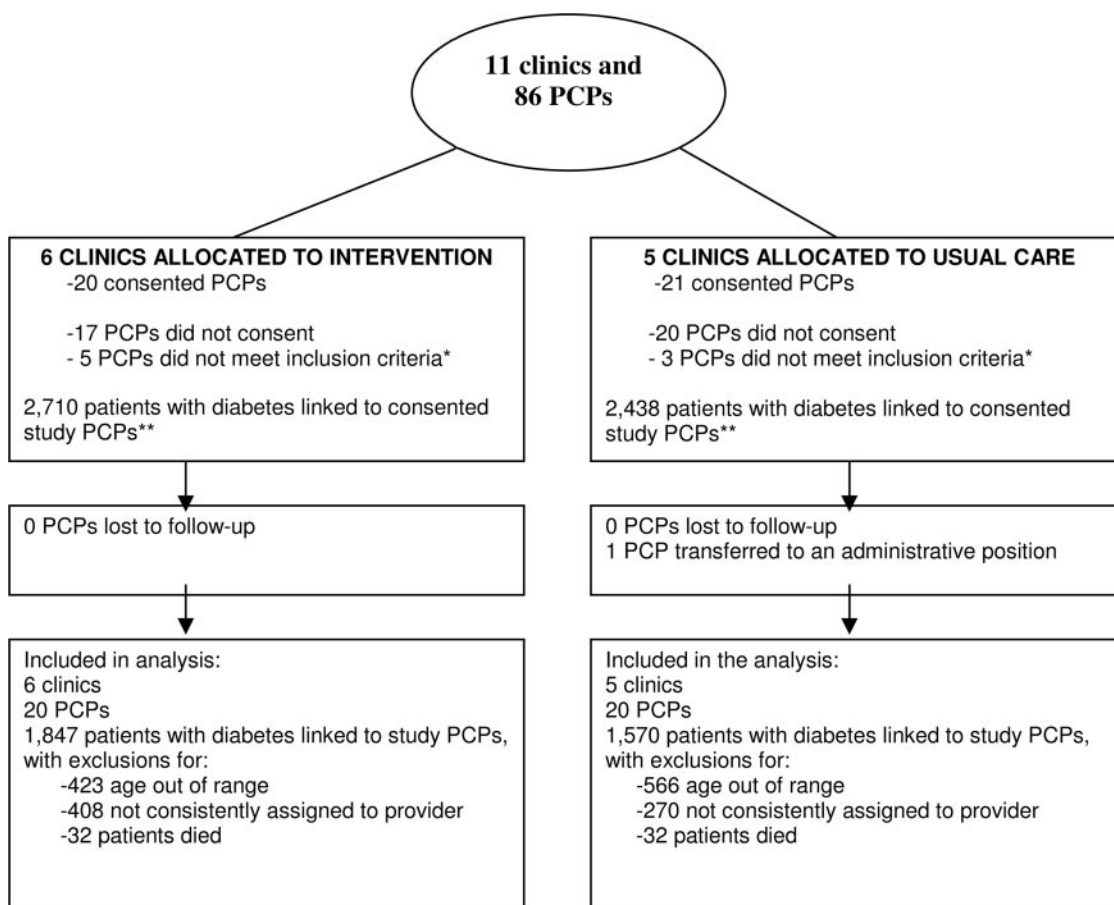 11 clinics and
86 PCPs
6 CLINICS ALLOCATED TO INTERVENTION
-20 consented PCPs
-17 PCPs did not consent
- 5 PCPs did not meet inclusion criteria*
2,710 patients with diabetes linked to consented
study PCPs**
5 CLINICS ALLOCATED TO USUAL CARE
-21 consented PCPs
-20 PCPs did not consent
- 3 PCPs did not meet inclusion criteria*
2,438 patients with diabetes linked to consented
study PCPs**
0 PCPs lost to follow-up
0 PCPs lost to follow-up
1 PCP transferred to an administrative position
Included in analysis:
6 clinics
20 PCPs
1,847 patients with diabetes linked to study PCPs,
with exclusions for:
-423 age out of range
-408 not consistently assigned to provider
-32 patients died
Included in the analysis:
5 clinics
20 PCPs
1,570 patients with diabetes linked to study PCPs,
with exclusions for:
-566 age out of range
-270 not consistently assigned to provider
-32 patients died